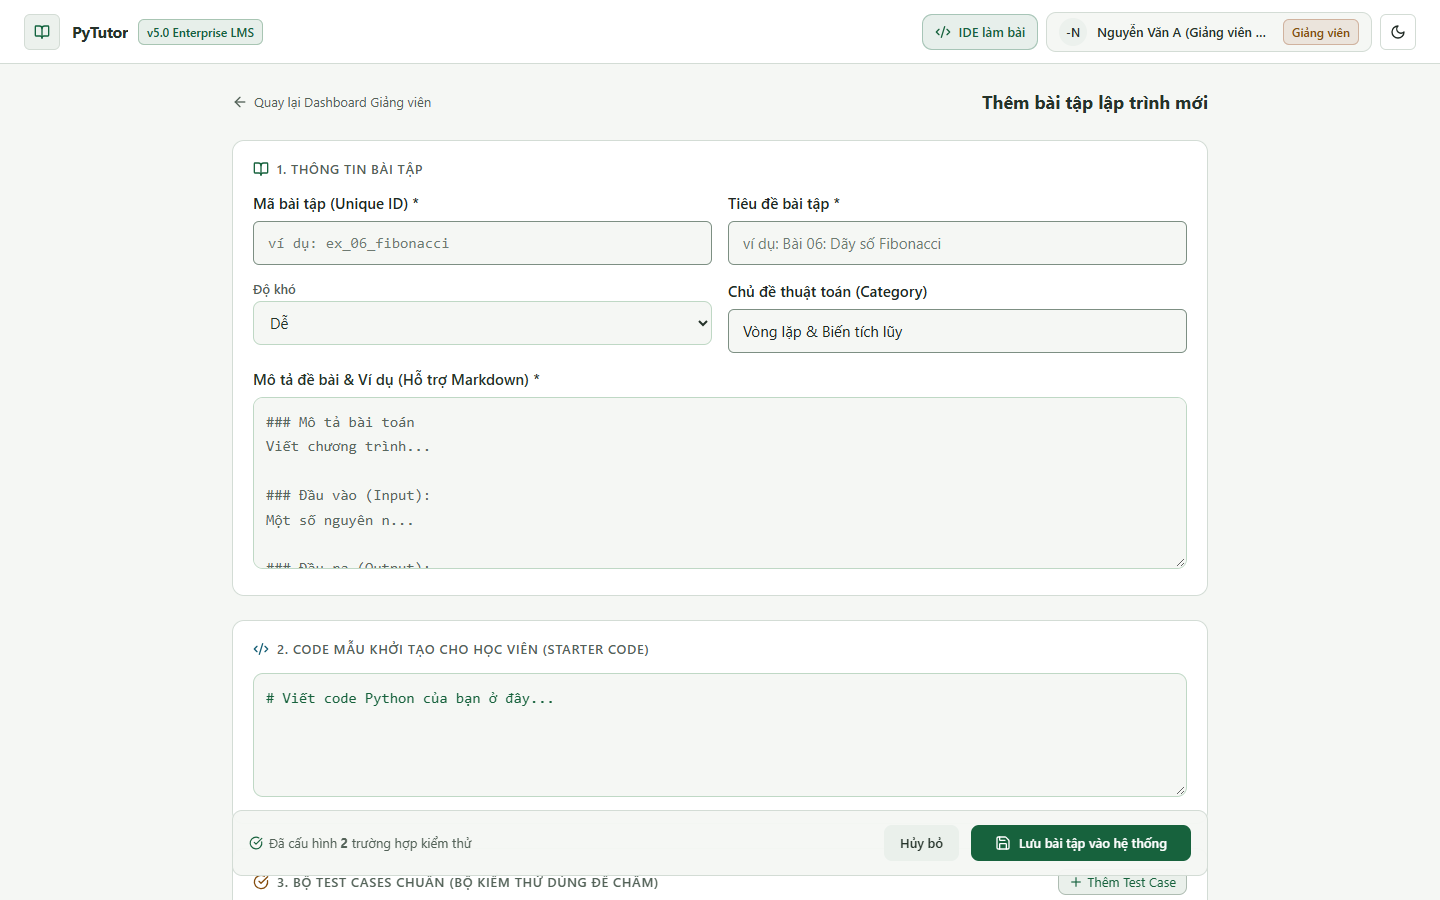 PyTutor
v5.0 Enterprise LMS
IDE làm bài
-N
Nguyễn Văn A (Giảng viên ...
Giảng viên
Quay lại Dashboard Giảng viên
Thêm bài tập lập trình mới
1. THÔNG TIN BÀI TẬP
Mã bài tập (Unique ID) *
Tiêu đề bài tập *
ví dụ: ex_06_fibonacci
ví dụ: Bài 06: Dãy số Fibonacci
Độ khó
Chủ đề thuật toán (Category)
Dễ
Vòng lặp & Biến tích lũy
Mô tả đề bài & Ví dụ (Hỗ trợ Markdown) *
### Mô tả bài toán
Viết chương trình...
### Đầu vào (Input):
Một số nguyên n...
### Đầu ra (Output):
2. CODE MẪU KHỞI TẠO CHO HỌC VIÊN (STARTER CODE)
# Viết code Python của bạn ở đây...
Đã cấu hình 2 trường hợp kiểm thử
Hủy bỏ
Lưu bài tập vào hệ thống
3. BỘ TEST CASES CHUẨN (BỘ KIỂM THỬ DÙNG ĐỂ CHẤM)
Thêm Test Case